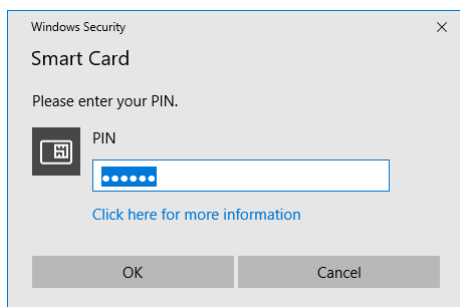 Windows Security
Smart Card
Please enter your PIN.
PIN
••••••
Click here for more information
OK
Cancel